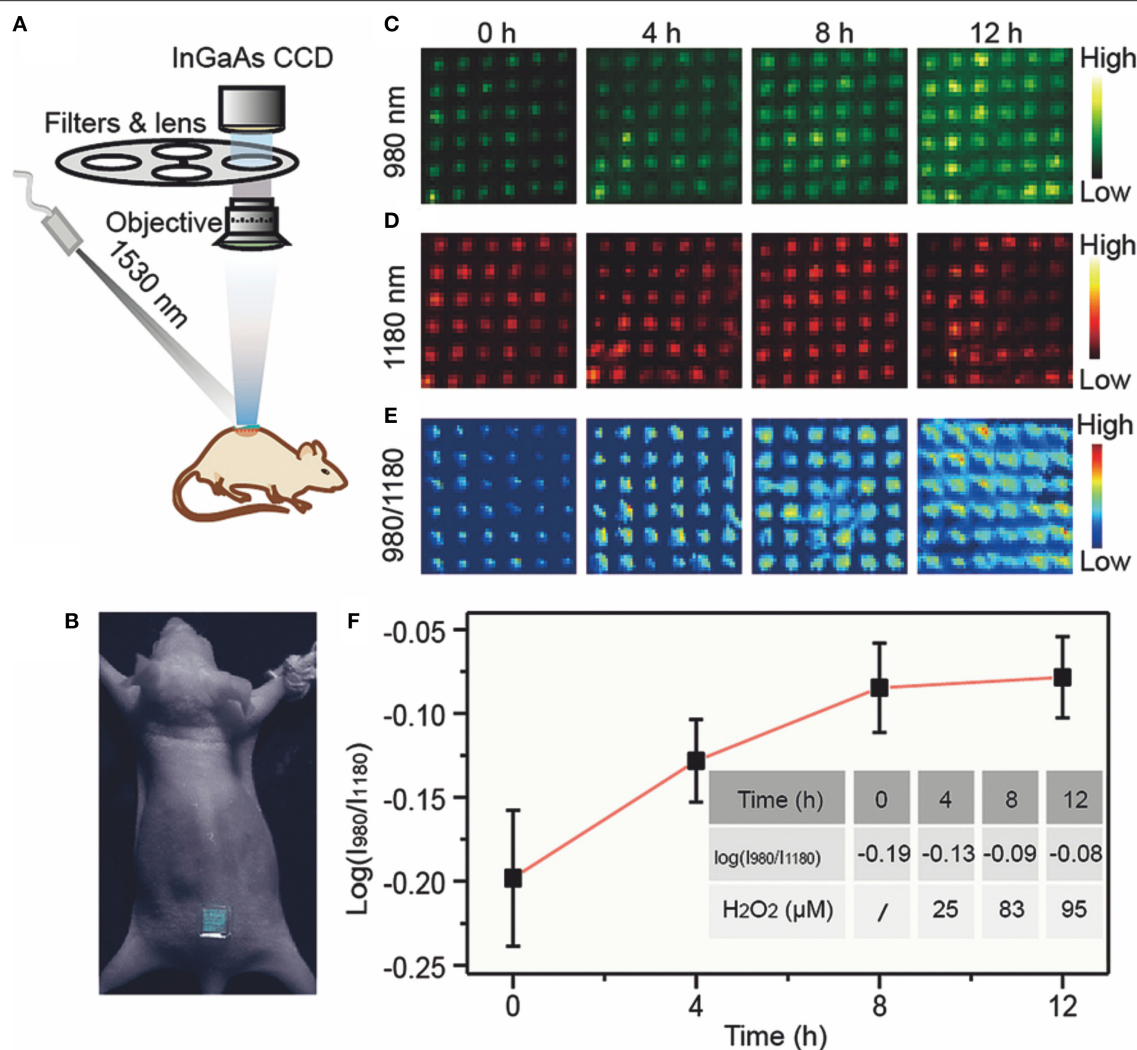 A
InGaAs CCD
Filters & lens
Objective
1530 nm
C
0 h
4 h
8 h
12 h
980 nm
High
Low
D
1180 nm
High
Low
E
980/1180
High
Low
B
F
Log(I980/I1180)
-0.05
-0.10
-0.15
-0.20
-0.25
0
4
8
12
Time (h)
Time (h) 0 4 8 12
log(I980/I1180) -0.19 -0.13 -0.09 -0.08
H2O2 (µM) / 25 83 95